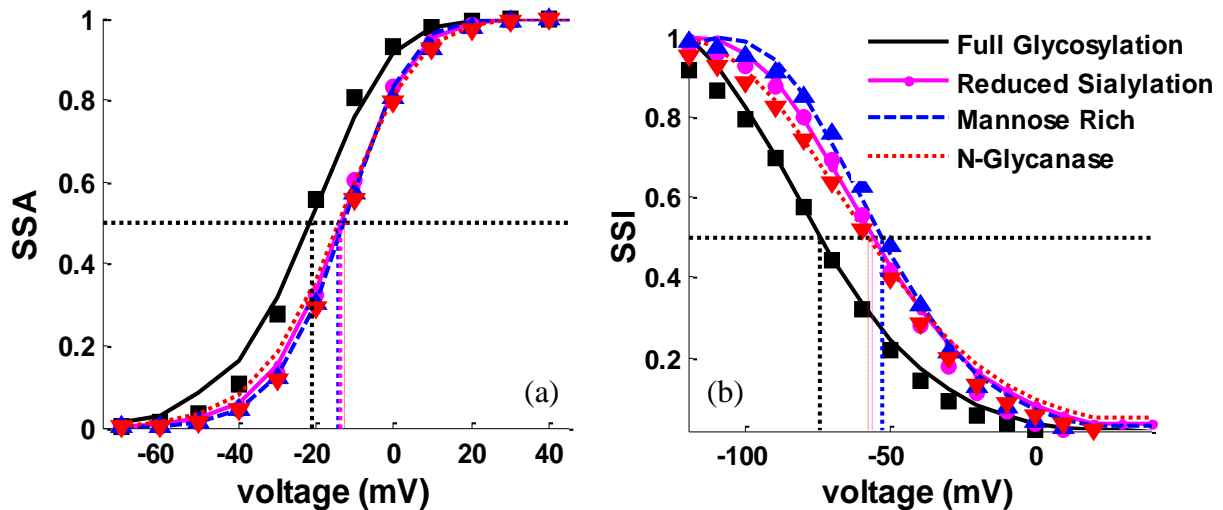 1
0.8
0.6
0.4
0.2
0
SSA
-60 -40 -20 0 20 40
voltage (mV)
(a)
1
0.8
0.6
0.4
0.2
SSI
-100 -50 0
voltage (mV)
(b)
Full Glycosylation
Reduced Sialylation
Mannose Rich
N-Glycanase